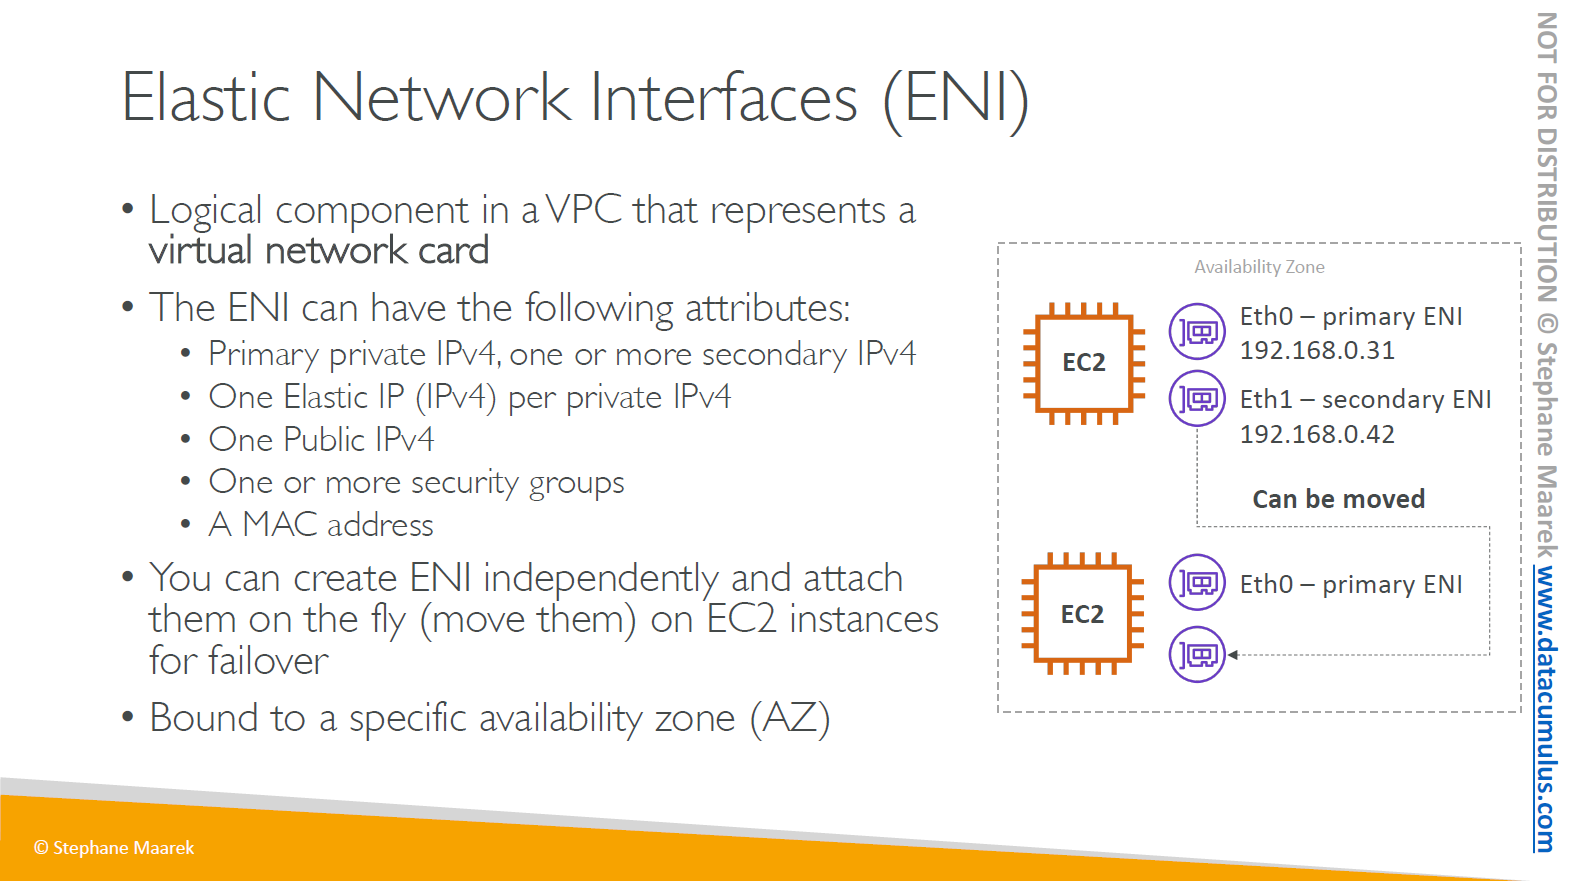 Elastic Network Interfaces (ENI)
• Logical component in a VPC that represents a
virtual network card
• The ENI can have the following attributes:
• Primary private IPv4, one or more secondary IPv4
• One Elastic IP (IPv4) per private IPv4
• One Public IPv4
• One or more security groups
• A MAC address
• You can create ENI independently and attach
them on the fly (move them) on EC2 instances
for failover
• Bound to a specific availability zone (AZ)
Availability Zone
EC2
Eth0 – primary ENI
192.168.0.31
Eth1 – secondary ENI
192.168.0.42
Can be moved
EC2
Eth0 – primary ENI
© Stephane Maarek
NOT FOR DISTRIBUTION © Stephane Maarek www.datacumulus.com